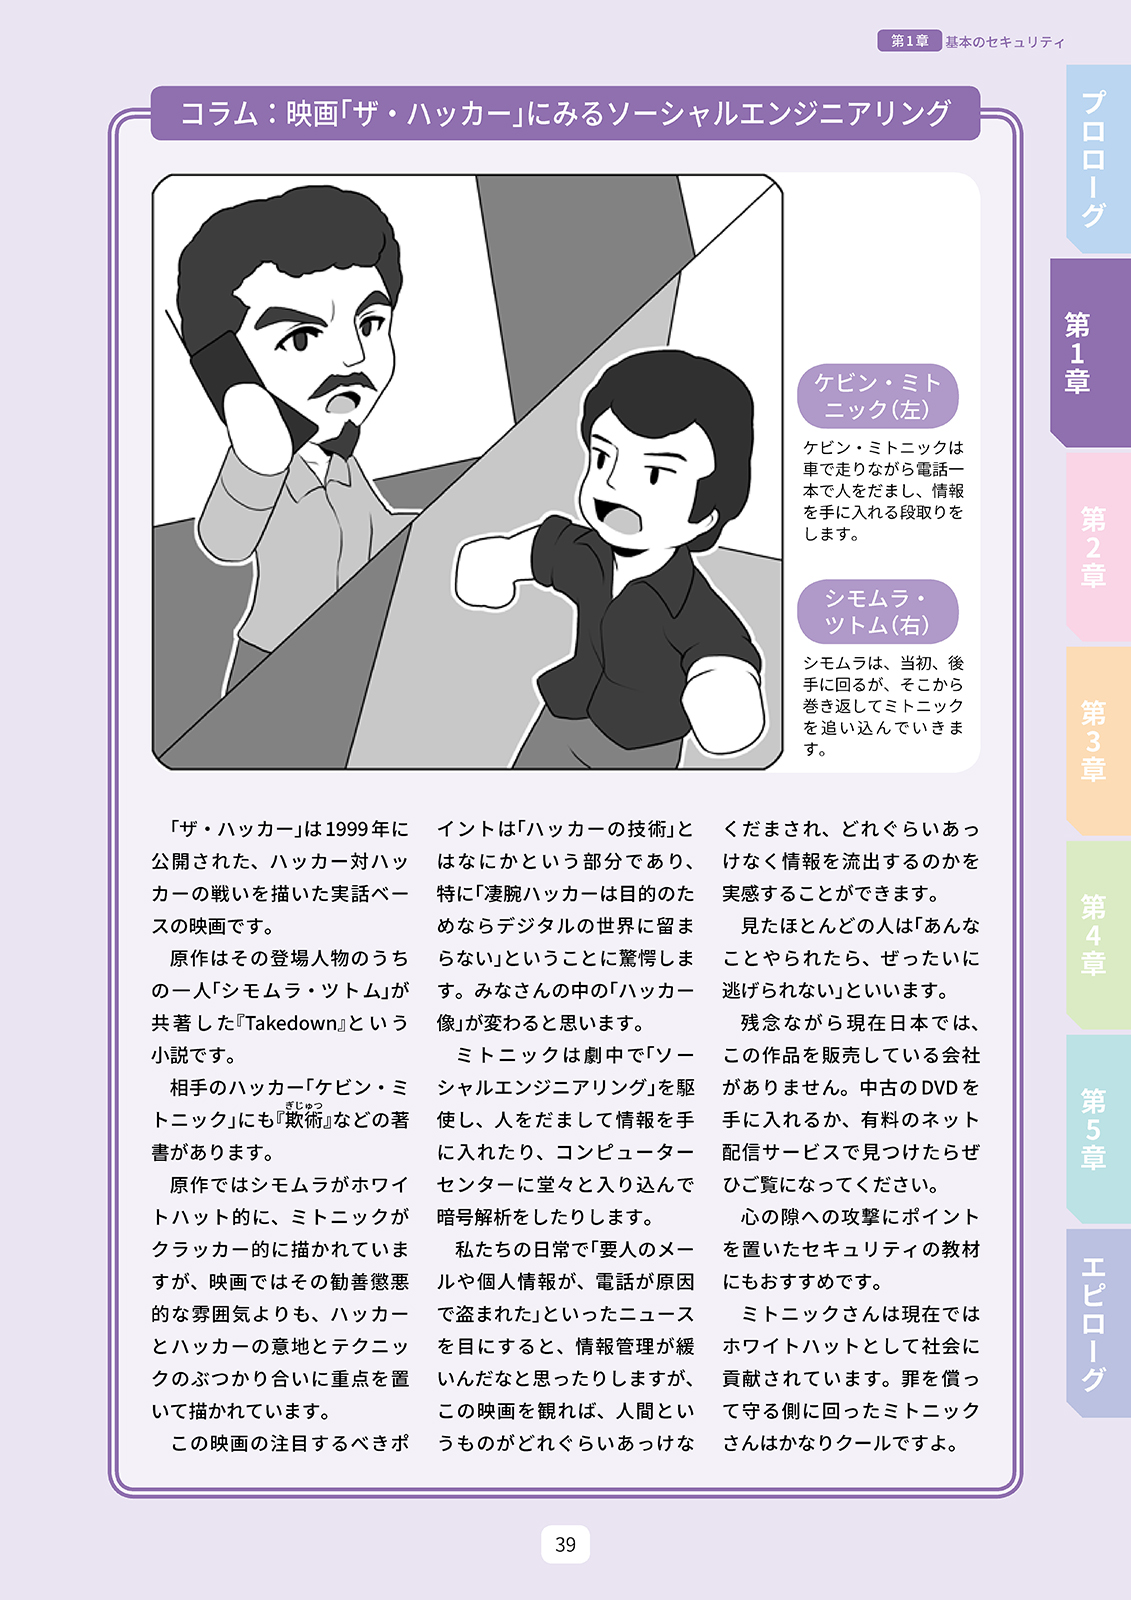 第1章 基本のセキュリティ
コラム：映画「ザ・ハッカー」にみるソーシャルエンジニアリング
ケビン・ミト
ニック（左）
ケビン・ミトニックは
車で走りながら電話一
本で人をだまし、情報
を手に入れる段取りを
します。
シモムラ・
ツトム（右）
シモムラは、当初、後
手に回るが、そこから
巻き返してミトニック
を追い込んでいきま
す。
「ザ・ハッカー」は1999年に
公開された、ハッカー対ハッ
カーの戦いを描いた実話ベー
スの映画です。
原作はその登場人物のうち
の一人「シモムラ・ツトム」が
共著した『Takedown』という
小説です。
相手のハッカー「ケビン・ミ
ぎじゅつ
トニック」にも『欺術』などの著
書があります。
原作ではシモムラがホワイ
トハット的に、ミトニックが
クラッカー的に描かれていま
すが、映画ではその勧善懲悪
的な雰囲気よりも、ハッカー
とハッカーの意地とテクニッ
クのぶつかり合いに重点を置
いて描かれています。
この映画の注目するべきポ
イントは「ハッカーの技術」と
はなにかという部分であり、
特に「凄腕ハッカーは目的のた
めならデジタルの世界に留ま
らない」ということに驚愕しま
す。みなさんの中の「ハッカー
像」が変わると思います。
ミトニックは劇中で「ソー
シャルエンジニアリング」を駆
使し、人をだまして情報を手
に入れたり、コンピューター
センターに堂々と入り込んで
暗号解析をしたりします。
私たちの日常で「要人のメー
ルや個人情報が、電話が原因
で盗まれた」といったニュース
を目にすると、情報管理が緩
いんだなと思ったりしますが、
この映画を観れば、人間とい
うものがどれぐらいあっけな
くだまされ、どれぐらいあっ
けなく情報を流出するのかを
実感することができます。
見たほとんどの人は「あんな
ことやられたら、ぜったいに
逃げられない」といいます。
残念ながら現在日本では、
この作品を販売している会社
がありません。中古のDVDを
手に入れるか、有料のネット
配信サービスで見つけたらぜ
ひご覧になってください。
心の隙への攻撃にポイント
を置いたセキュリティの教材
にもおすすめです。
ミトニックさんは現在では
ホワイトハットとして社会に
貢献されています。罪を償っ
て守る側に回ったミトニック
さんはかなりクールですよ。
プロローグ
第1章
第2章
第3章
第4章
第5章
エピローグ
39